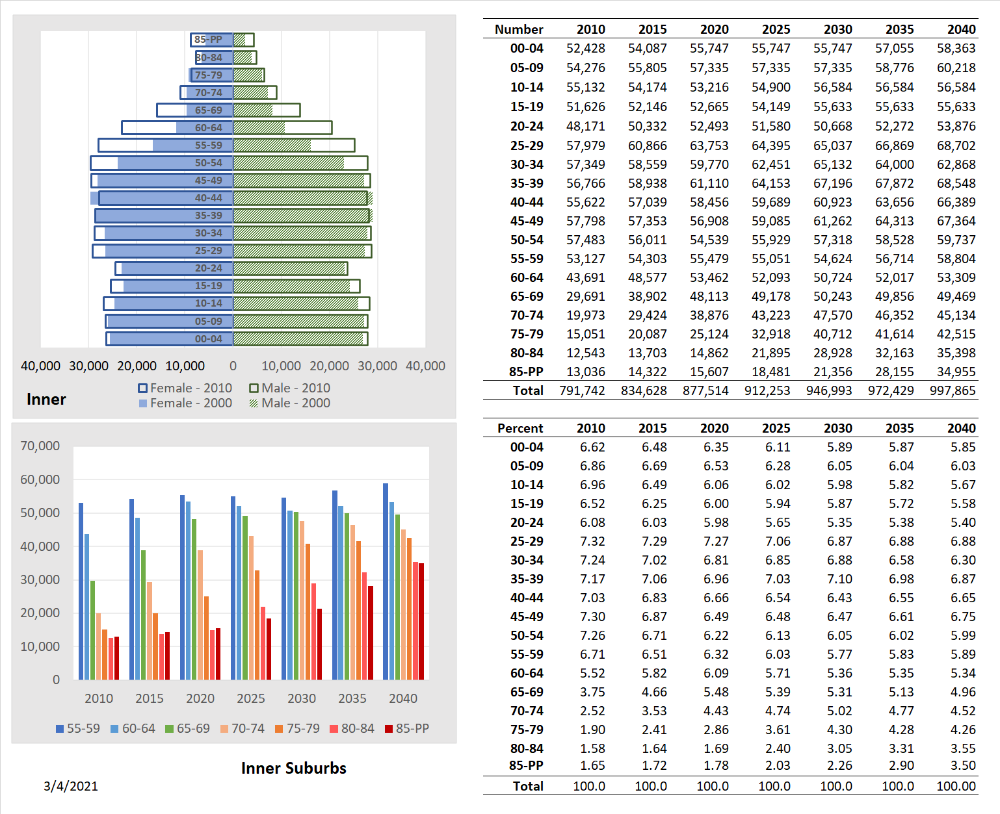 85-PP
80-84
75-79
70-74
65-69
60-64
55-59
50-54
45-49
40-44
35-39
30-34
25-29
20-24
15-19
10-14
05-09
00-04
40,000 30,000 20,000 10,000 0 10,000 20,000 30,000 40,000
Female - 2010 Male - 2010
Female - 2000 Male - 2000
Inner
70,000
60,000
50,000
40,000
30,000
20,000
10,000
0
2010 2015 2020 2025 2030 2035 2040
55-59 60-64 65-69 70-74 75-79 80-84 85-PP
Inner Suburbs
3/4/2021
Number 2010 2015 2020 2025 2030 2035 2040
00-04 52,428 54,087 55,747 55,747 55,747 57,055 58,363
05-09 54,276 55,805 57,335 57,335 57,335 58,776 60,218
10-14 55,132 54,174 53,216 54,900 56,584 56,584 56,584
15-19 51,626 52,146 52,665 54,149 55,633 55,633 55,633
20-24 48,171 50,332 52,493 51,580 50,668 52,272 53,876
25-29 57,979 60,866 63,753 64,395 65,037 66,869 68,702
30-34 57,349 58,559 59,770 62,451 65,132 64,000 62,868
35-39 56,766 58,938 61,110 64,153 67,196 67,872 68,548
40-44 55,622 57,039 58,456 59,689 60,923 63,656 66,389
45-49 57,798 57,353 56,908 59,085 61,262 64,313 67,364
50-54 57,483 56,011 54,539 55,929 57,318 58,528 59,737
55-59 53,127 54,303 55,479 55,051 54,624 56,714 58,804
60-64 43,691 48,577 53,462 52,093 50,724 52,017 53,309
65-69 29,691 38,902 48,113 49,178 50,243 49,856 49,469
70-74 19,973 29,424 38,876 43,223 47,570 46,352 45,134
75-79 15,051 20,087 25,124 32,918 40,712 41,614 42,515
80-84 12,543 13,703 14,862 21,895 28,928 32,163 35,398
85-PP 13,036 14,322 15,607 18,481 21,356 28,155 34,955
Total 791,742 834,628 877,514 912,253 946,993 972,429 997,865
Percent 2010 2015 2020 2025 2030 2035 2040
00-04 6.62 6.48 6.35 6.11 5.89 5.87 5.85
05-09 6.86 6.69 6.53 6.28 6.05 6.04 6.03
10-14 6.96 6.49 6.06 6.02 5.98 5.82 5.67
15-19 6.52 6.25 6.00 5.94 5.87 5.72 5.58
20-24 6.08 6.03 5.98 5.65 5.35 5.38 5.40
25-29 7.32 7.29 7.27 7.06 6.87 6.88 6.88
30-34 7.24 7.02 6.81 6.85 6.88 6.58 6.30
35-39 7.17 7.06 6.96 7.03 7.10 6.98 6.87
40-44 7.03 6.83 6.66 6.54 6.43 6.55 6.65
45-49 7.30 6.87 6.49 6.48 6.47 6.61 6.75
50-54 7.26 6.71 6.22 6.13 6.05 6.02 5.99
55-59 6.71 6.51 6.32 6.03 5.77 5.83 5.89
60-64 5.52 5.82 6.09 5.71 5.36 5.35 5.34
65-69 3.75 4.66 5.48 5.39 5.31 5.13 4.96
70-74 2.52 3.53 4.43 4.74 5.02 4.77 4.52
75-79 1.90 2.41 2.86 3.61 4.30 4.28 4.26
80-84 1.58 1.64 1.69 2.40 3.05 3.31 3.55
85-PP 1.65 1.72 1.78 2.03 2.26 2.90 3.50
Total 100.0 100.0 100.0 100.0 100.0 100.0 100.00